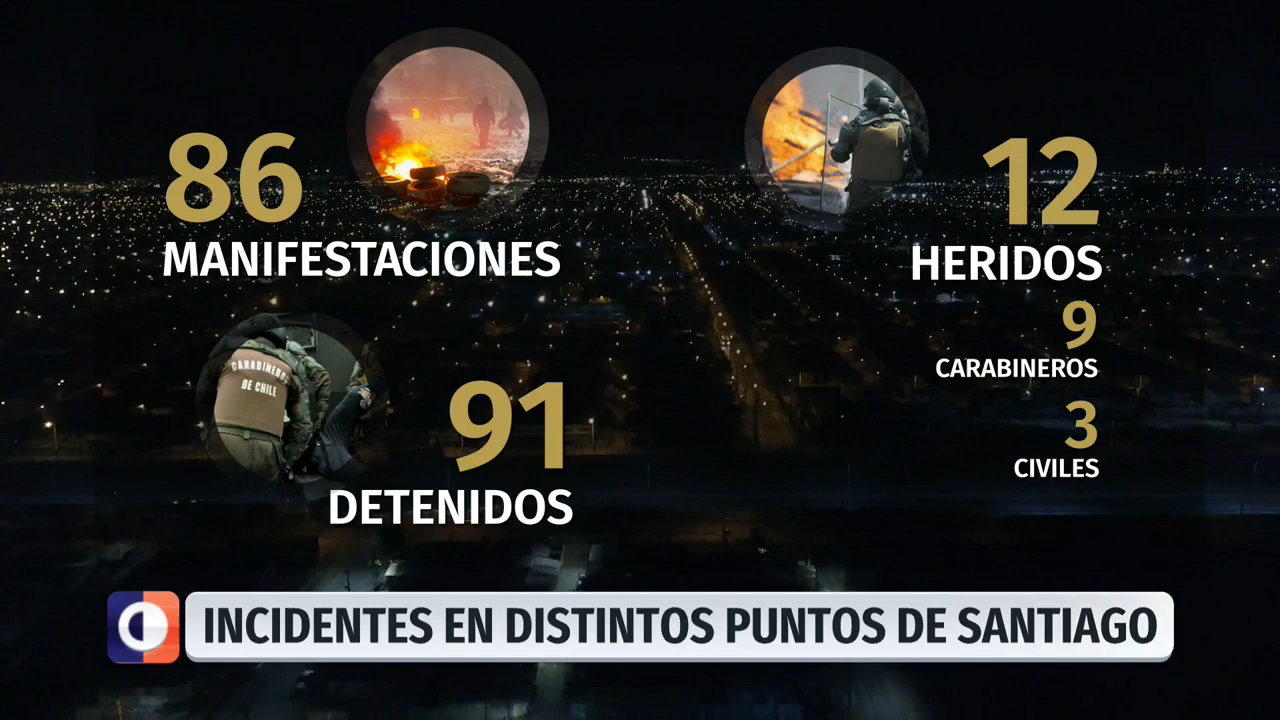 86
MANIFESTACIONES
12
HERIDOS
9
CARABINEROS
3
CIVILES
CARABINEROS
DE CHILE
91
DETENIDOS
INCIDENTES EN DISTINTOS PUNTOS DE SANTIAGO